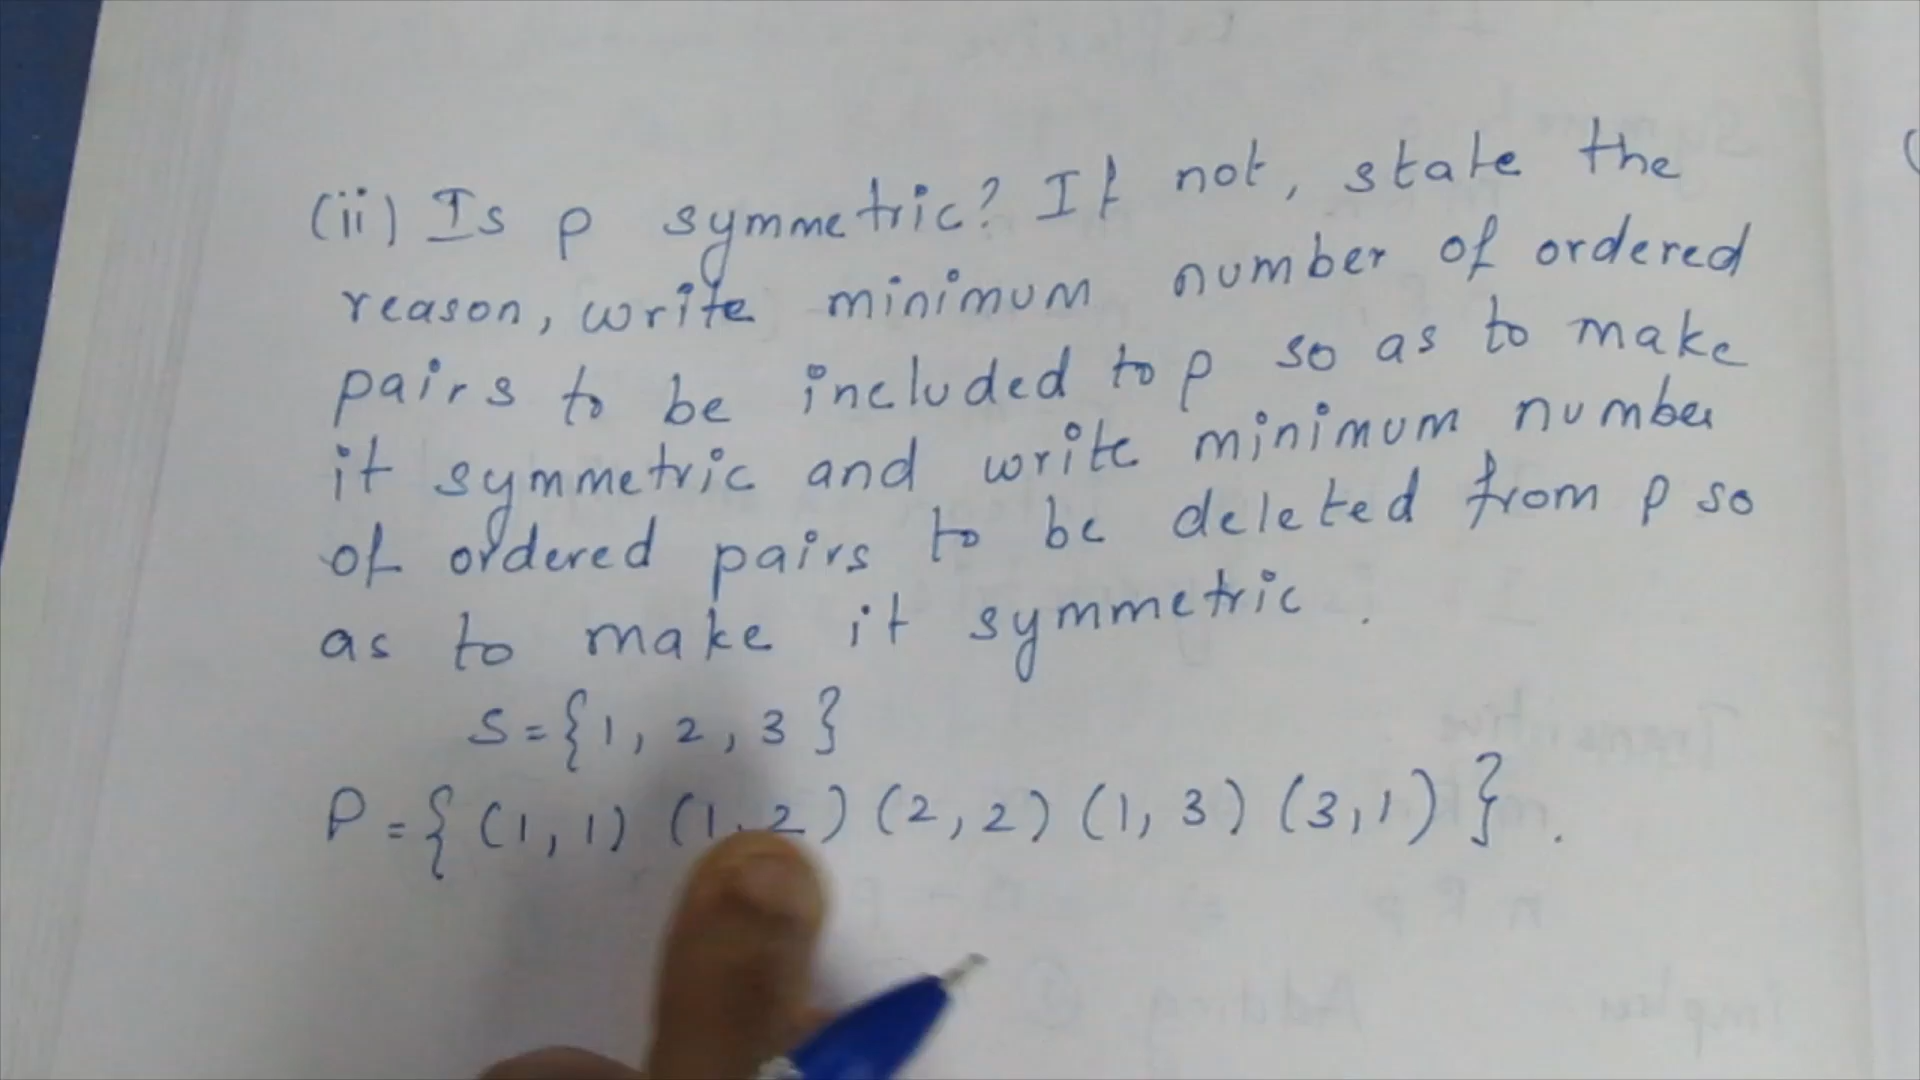 (ii) Is p symmetric? If not, state the
reason, write minimum number of ordered
pairs to be included to p so as to make
it symmetric and write minimum number
of ordered pairs to be deleted from p so
as to make it symmetric.
S={1, 2, 3}
P={(1,1) (1,2) (2,2) (1,3) (3,1)}.